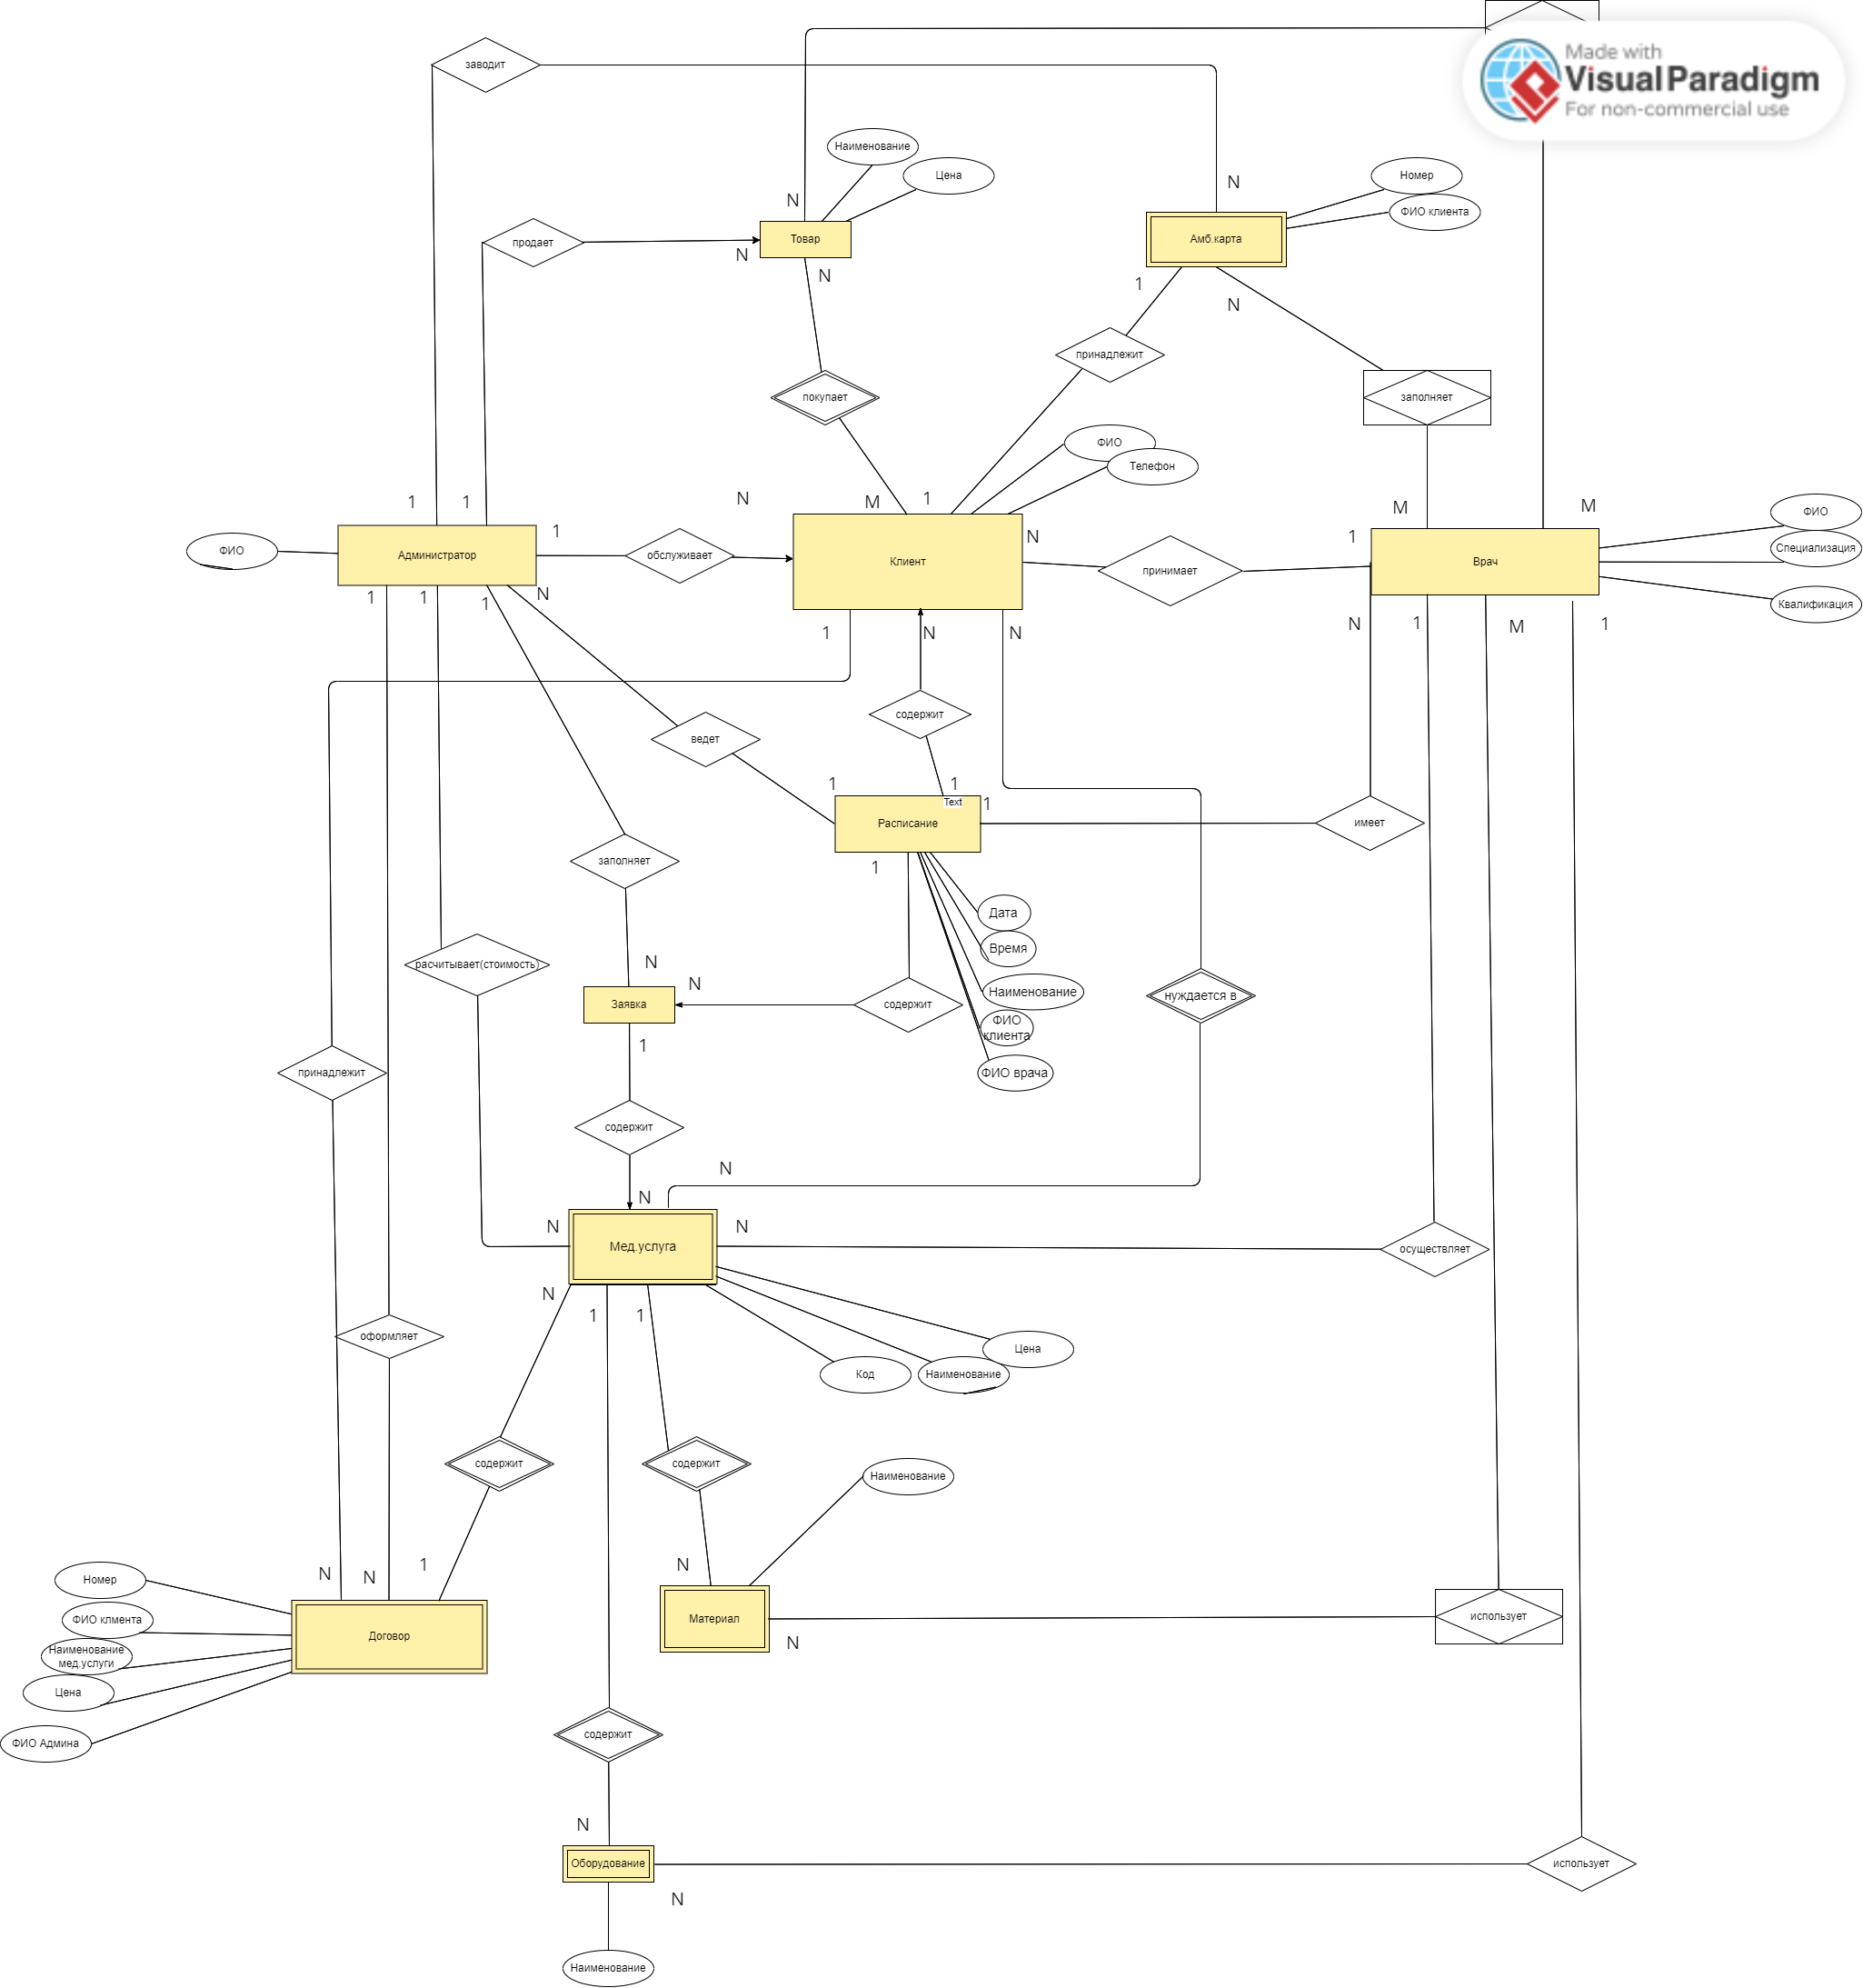 Made with
Visual Paradigm
For non-commercial use
заводит
Наименование
Цена
Номер
ФИО клиента
N
N
продает
Товар
N
N
Амб.карта
1
N
принадлежит
покупает
заполняет
ФИО
Телефон
1
1
N
M
1
M
M
ФИО
Администратор
1
обслуживает
Клиент
N
принимает
1
Врач
ФИО
Специализация
Квалификация
1
1
1
N
1
N
N
N
1
M
1
содержит
ведет
1
1
1
Text
Расписание
имеет
заполняет
1
Дата
Время
Наименование
ФИО
клиента
ФИО врача
расчитывает(стоимость)
N
N
Заявка
содержит
нуждается в
1
принадлежит
содержит
N
N
N
N
Мед.услуга
осуществляет
N
1
1
оформляет
Цена
Код
Наименование
содержит
содержит
Наименование
N
N
1
N
Номер
ФИО клмента
Наименование
мед.услуги
Цена
ФИО Админа
Договор
Материал
N
использует
содержит
N
Оборудование
использует
N
Наименование